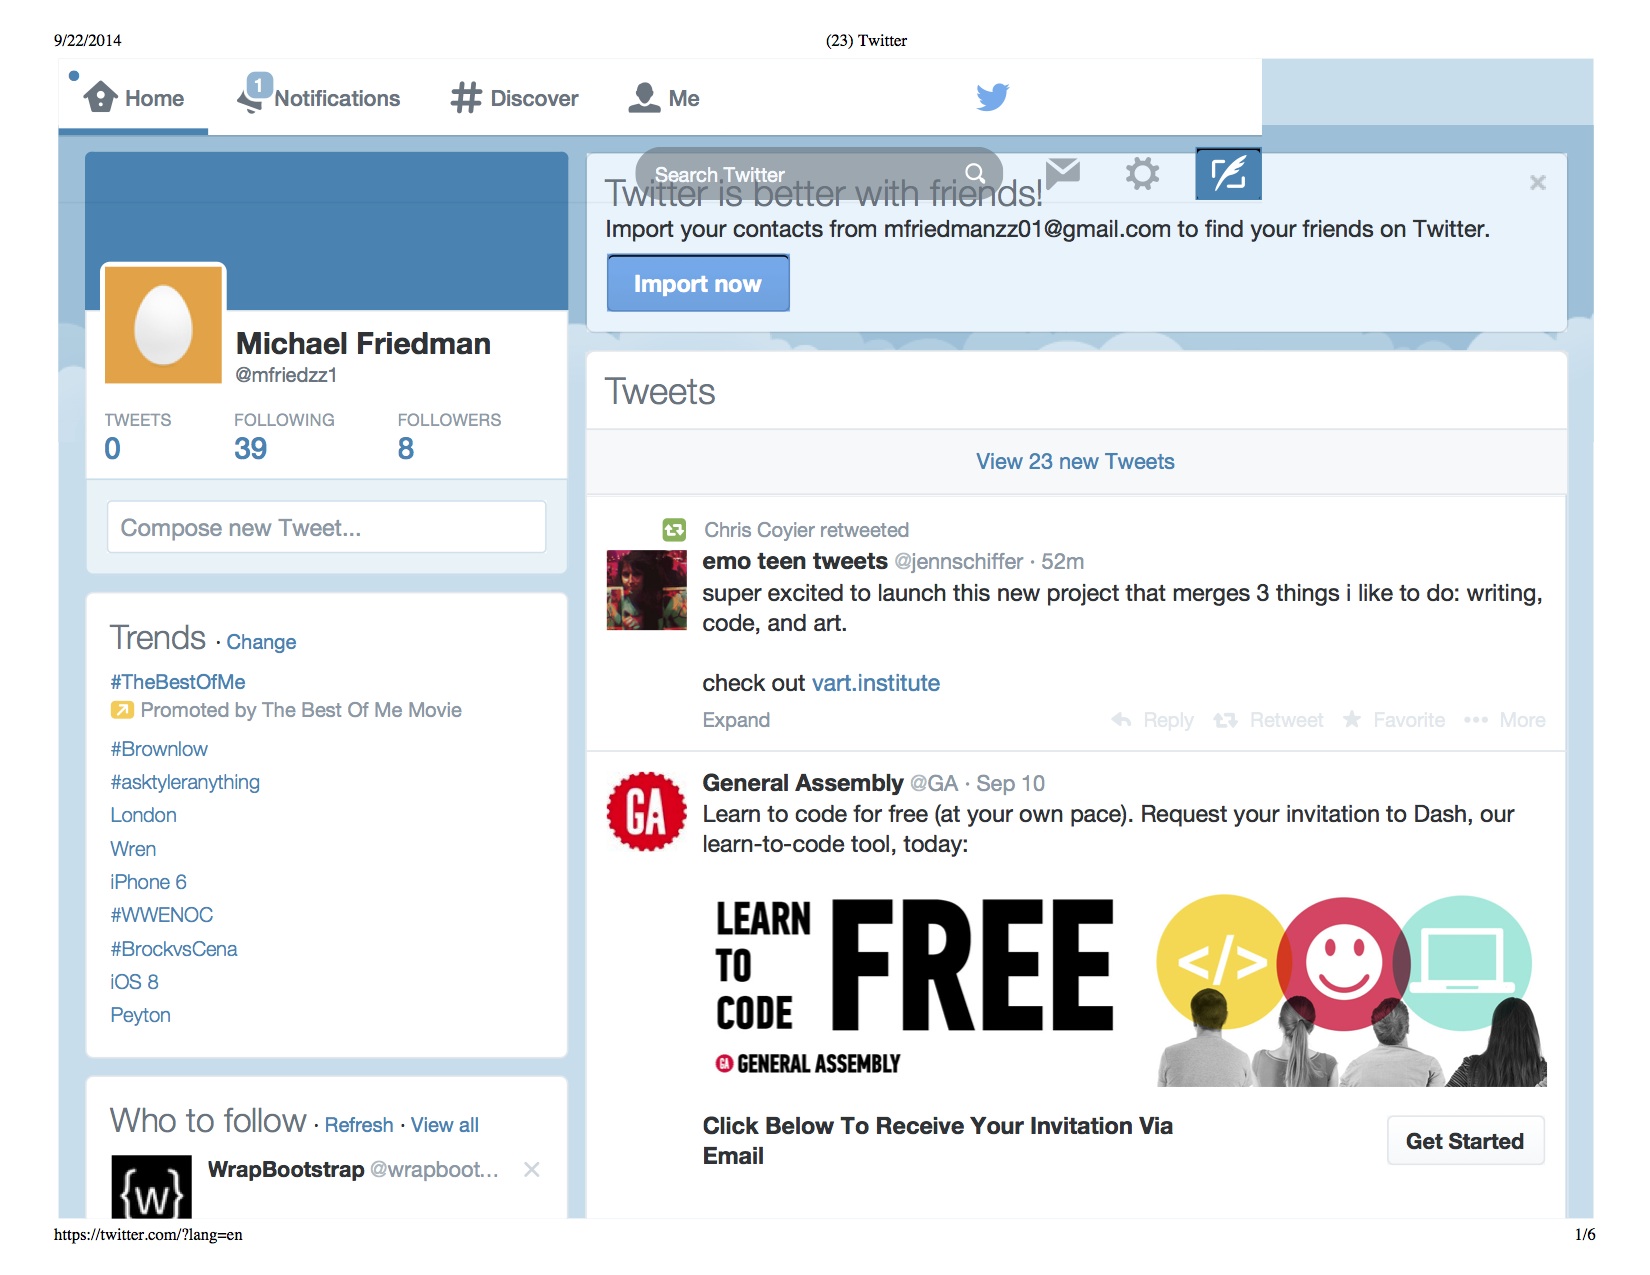 9/22/2014
(23) Twitter
Home
1
Notifications
Discover
Me
Search Twitter
Twitter is better with friends!
Import your contacts from mfriedmanzz01@gmail.com to find your friends on Twitter.
Import now
Michael Friedman
@mfriedzz1
TWEETS FOLLOWING FOLLOWERS
0 39 8
Compose new Tweet...
Trends · Change
#TheBestOfMe
Promoted by The Best Of Me Movie
#Brownlow
#asktyleranything
London
Wren
iPhone 6
#WWENOC
#BrockvsCena
iOS 8
Peyton
Who to follow · Refresh · View all
{w}
WrapBootstrap @wrapboot...
Tweets
View 23 new Tweets
Chris Coyier retweeted
emo teen tweets @jennschiffer · 52m
super excited to launch this new project that merges 3 things i like to do: writing,
code, and art.
check out vart.institute
Expand
Reply Retweet Favorite More
General Assembly @GA · Sep 10
GA
Learn to code for free (at your own pace). Request your invitation to Dash, our
learn-to-code tool, today:
LEARN
TO
CODE
FREE
</>
GA GENERAL ASSEMBLY
Click Below To Receive Your Invitation Via
Email
Get Started
https://twitter.com/?lang=en
1/6